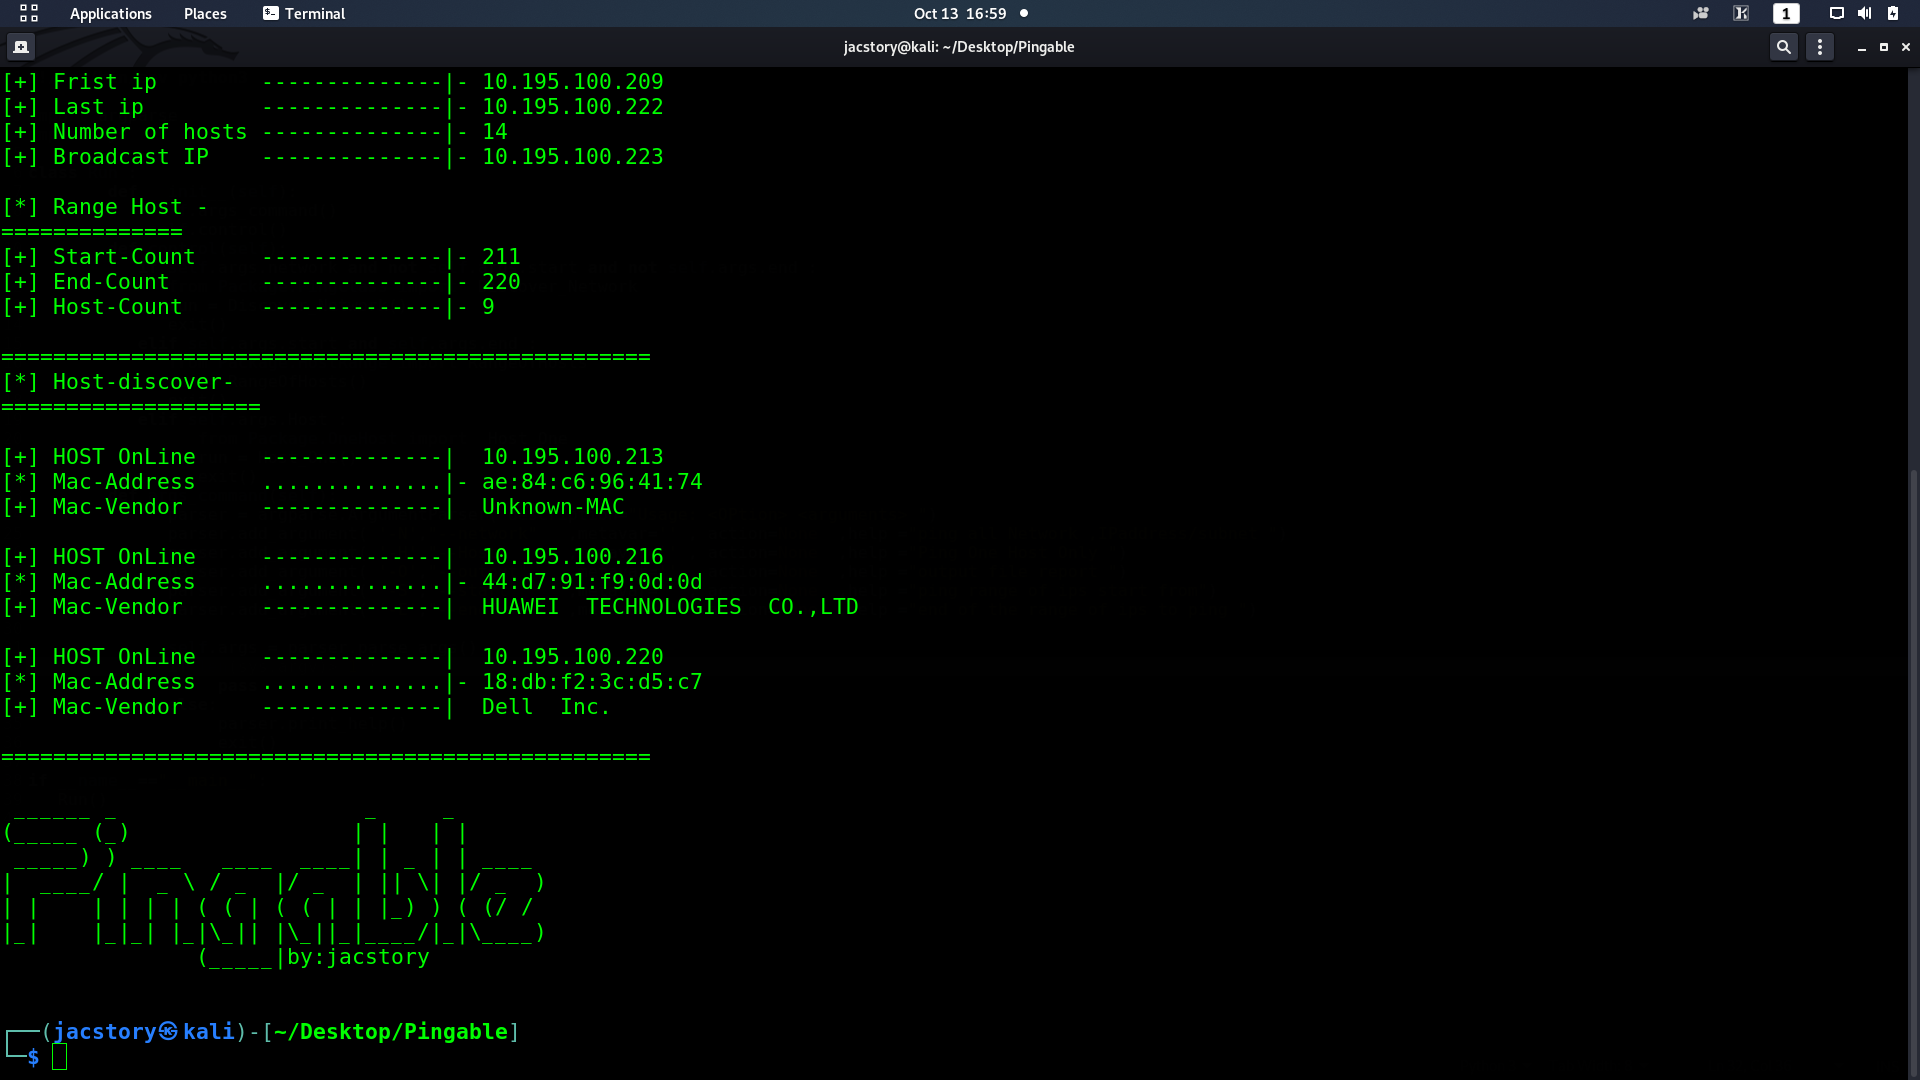 Applications Places Terminal Oct 13 16:59 1
jacstory@kali: ~/Desktop/Pingable
[+] Frist ip --------------|- 10.195.100.209
[+] Last ip --------------|- 10.195.100.222
[+] Number of hosts --------------|- 14
[+] Broadcast IP --------------|- 10.195.100.223
[*] Range Host -
==============
[+] Start-Count --------------|- 211
[+] End-Count --------------|- 220
[+] Host-Count --------------|- 9
==================================================
[*] Host-discover-
====================
[+] HOST OnLine --------------| 10.195.100.213
[*] Mac-Address ..............|- ae:84:c6:96:41:74
[+] Mac-Vendor --------------| Unknown-MAC
[+] HOST OnLine --------------| 10.195.100.216
[*] Mac-Address ..............|- 44:d7:91:f9:0d:0d
[+] Mac-Vendor --------------| HUAWEI TECHNOLOGIES CO.,LTD
[+] HOST OnLine --------------| 10.195.100.220
[*] Mac-Address ..............|- 18:db:f2:3c:d5:c7
[+] Mac-Vendor --------------| Dell Inc.
==================================================
Pingable
by:jacstory
(jacstory㉿kali)-[~/Desktop/Pingable]
$